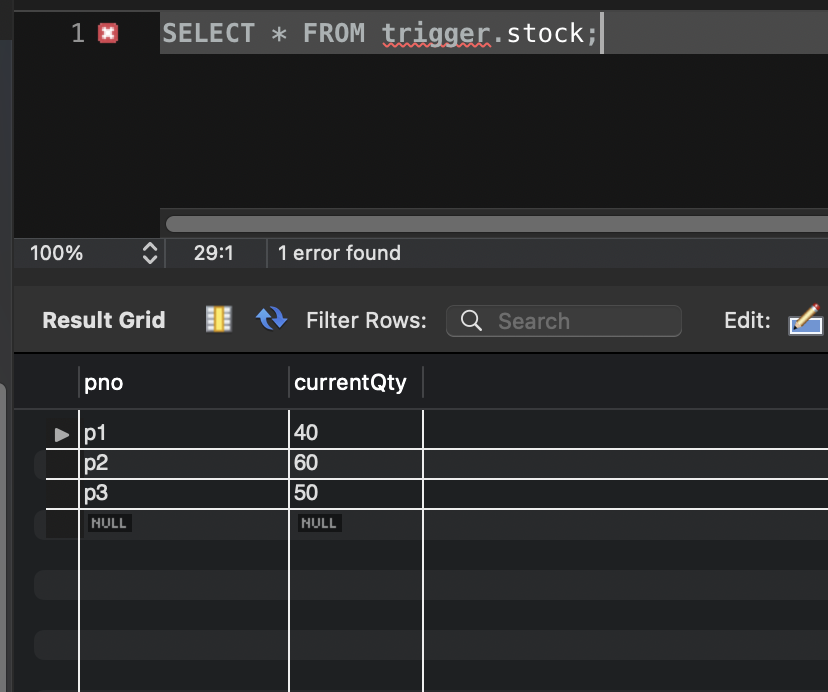 1 SELECT * FROM trigger.stock;
100% 29:1 1 error found
Result Grid Filter Rows: Search Edit:
pno currentQty
p1 40
p2 60
p3 50
NULL NULL